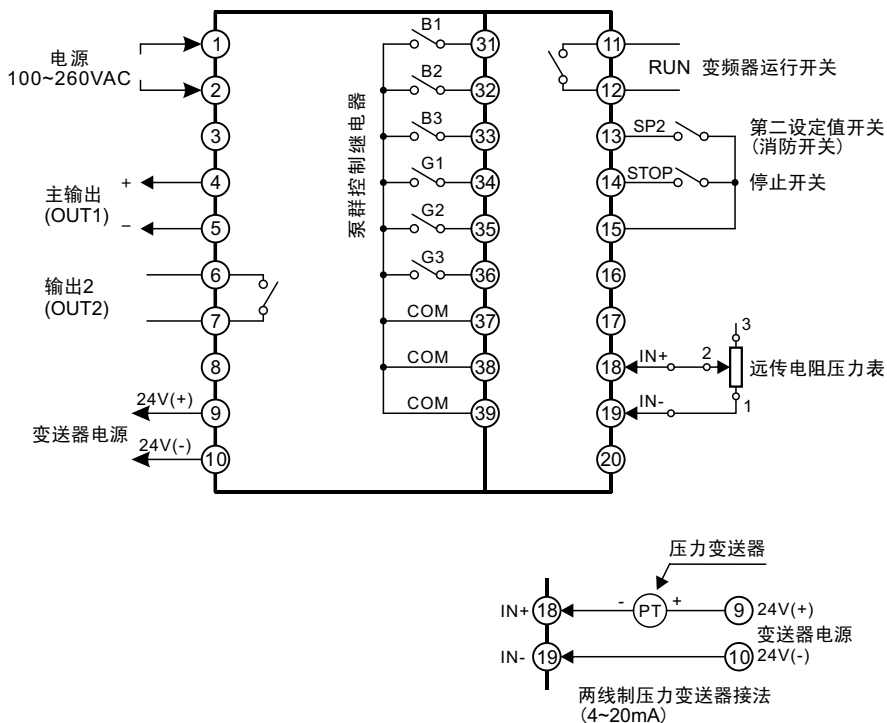 电源
100~260VAC
1
2
3
主输出
(OUT1)
+
4
−
5
输出2
(OUT2)
6
7
8
变送器电源
24V(+)
9
24V(-)
10
泵群控制继电器
B1
31
B2
32
B3
33
G1
34
G2
35
G3
36
COM
37
COM
38
COM
39
11
12
RUN 变频器运行开关
13
SP2
第二设定值开关
(消防开关)
14
STOP
停止开关
15
16
17
18
IN+
2
3
远传电阻压力表
19
IN-
1
20
压力变送器
IN+
18
-
PT
+
9
24V(+)
变送器电源
IN-
19
10
24V(-)
两线制压力变送器接法
(4~20mA)